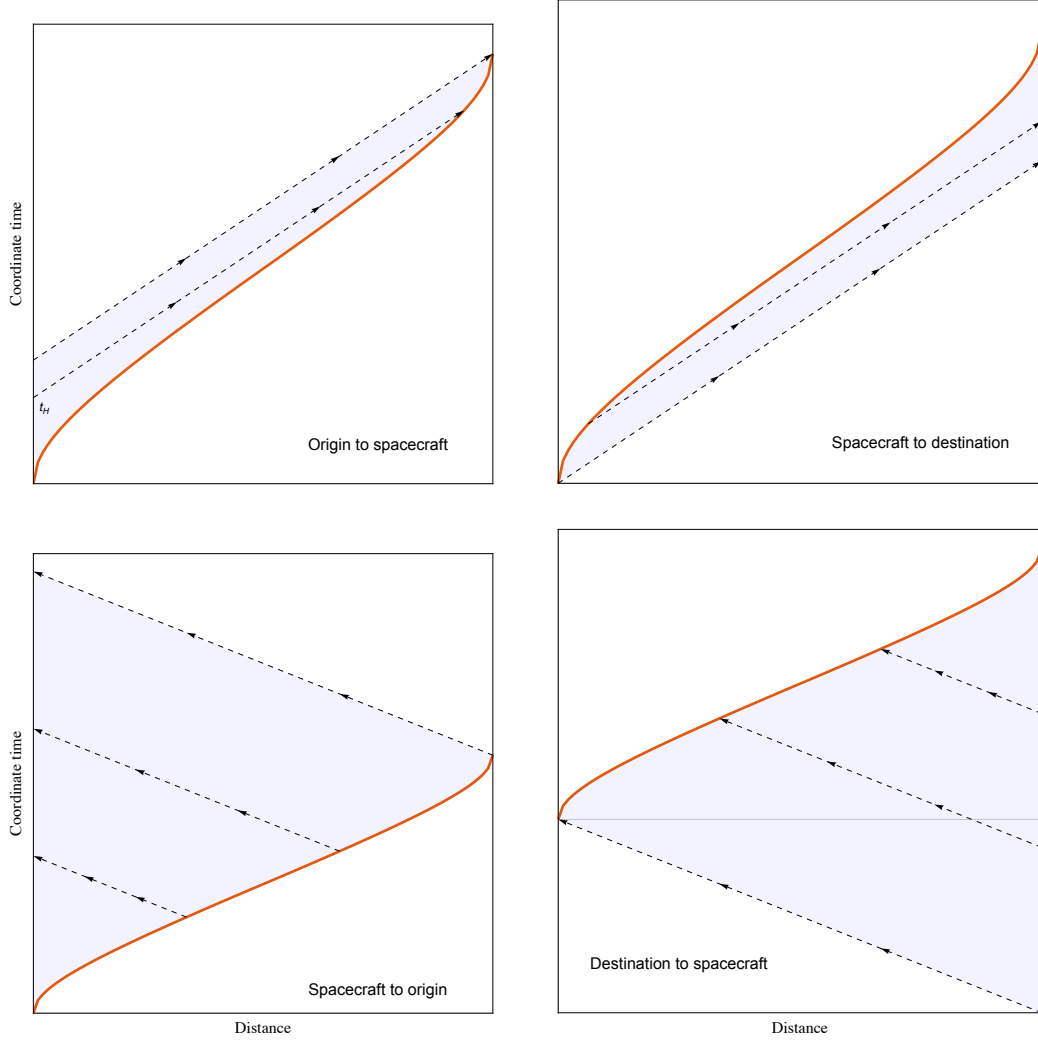 Coordinate time
t_H
Origin to spacecraft
Spacecraft to destination
Coordinate time
Spacecraft to origin
Destination to spacecraft
Distance
Distance